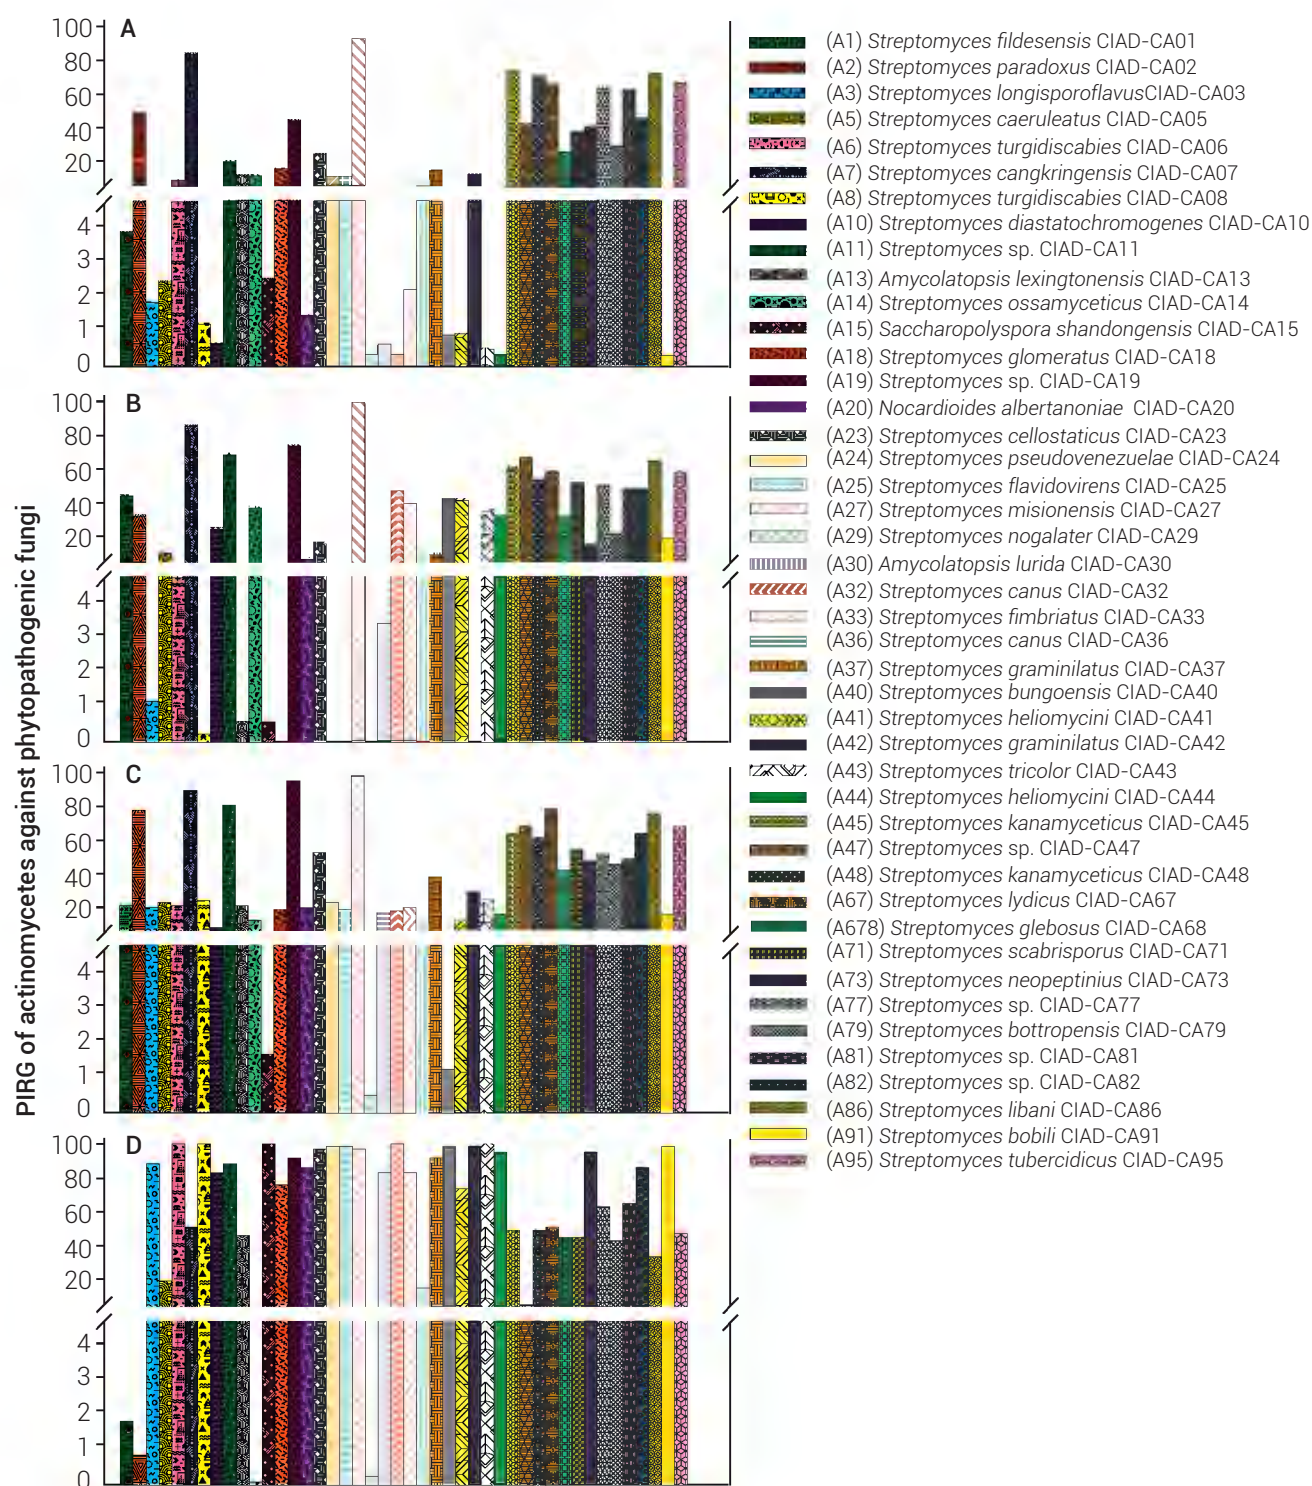 PIRG of actinomycetes against phytopathogenic fungi
A
100
80
60
40
20
4
3
2
1
0
B
100
80
60
40
20
4
3
2
1
0
C
100
80
60
40
20
4
3
2
1
0
D
100
80
60
40
20
4
3
2
1
0
(A1) Streptomyces fildesensis CIAD-CA01
(A2) Streptomyces paradoxus CIAD-CA02
(A3) Streptomyces longisporoflavusCIAD-CA03
(A5) Streptomyces caeruleatus CIAD-CA05
(A6) Streptomyces turgidiscabies CIAD-CA06
(A7) Streptomyces cangkringensis CIAD-CA07
(A8) Streptomyces turgidiscabies CIAD-CA08
(A10) Streptomyces diastatochromogenes CIAD-CA10
(A11) Streptomyces sp. CIAD-CA11
(A13) Amycolatopsis lexingtonensis CIAD-CA13
(A14) Streptomyces ossamyceticus CIAD-CA14
(A15) Saccharopolyspora shandongensis CIAD-CA15
(A18) Streptomyces glomeratus CIAD-CA18
(A19) Streptomyces sp. CIAD-CA19
(A20) Nocardioides albertanoniae CIAD-CA20
(A23) Streptomyces cellostaticus CIAD-CA23
(A24) Streptomyces pseudovenezuelae CIAD-CA24
(A25) Streptomyces flavidovirens CIAD-CA25
(A27) Streptomyces misionensis CIAD-CA27
(A29) Streptomyces nogalater CIAD-CA29
(A30) Amycolatopsis lurida CIAD-CA30
(A32) Streptomyces canus CIAD-CA32
(A33) Streptomyces fimbriatus CIAD-CA33
(A36) Streptomyces canus CIAD-CA36
(A37) Streptomyces graminilatus CIAD-CA37
(A40) Streptomyces bungoensis CIAD-CA40
(A41) Streptomyces heliomycini CIAD-CA41
(A42) Streptomyces graminilatus CIAD-CA42
(A43) Streptomyces tricolor CIAD-CA43
(A44) Streptomyces heliomycini CIAD-CA44
(A45) Streptomyces kanamyceticus CIAD-CA45
(A47) Streptomyces sp. CIAD-CA47
(A48) Streptomyces kanamyceticus CIAD-CA48
(A67) Streptomyces lydicus CIAD-CA67
(A678) Streptomyces glebosus CIAD-CA68
(A71) Streptomyces scabrisporus CIAD-CA71
(A73) Streptomyces neopeptinius CIAD-CA73
(A77) Streptomyces sp. CIAD-CA77
(A79) Streptomyces bottropensis CIAD-CA79
(A81) Streptomyces sp. CIAD-CA81
(A82) Streptomyces sp. CIAD-CA82
(A86) Streptomyces libani CIAD-CA86
(A91) Streptomyces bobili CIAD-CA91
(A95) Streptomyces tubercidicus CIAD-CA95